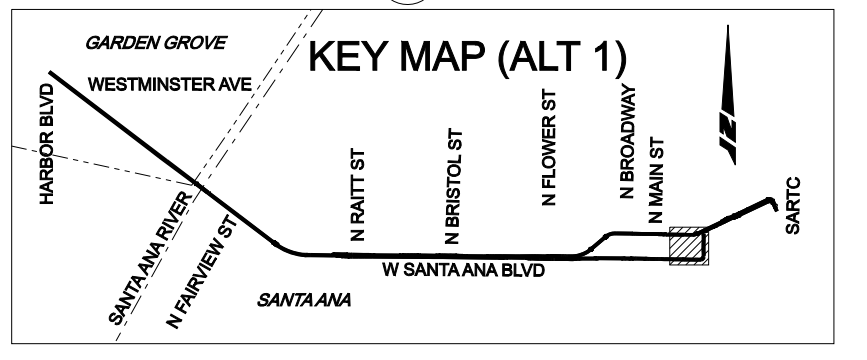 KEY MAP (ALT 1)
GARDEN GROVE
WESTMINSTER AVE
HARBOR BLVD
SANTA ANA RIVER
N FAIRVIEW ST
N RAITT ST
N BRISTOL ST
N FLOWER ST
N BROADWAY
N MAIN ST
SARTC
W SANTA ANA BLVD
SANTA ANA